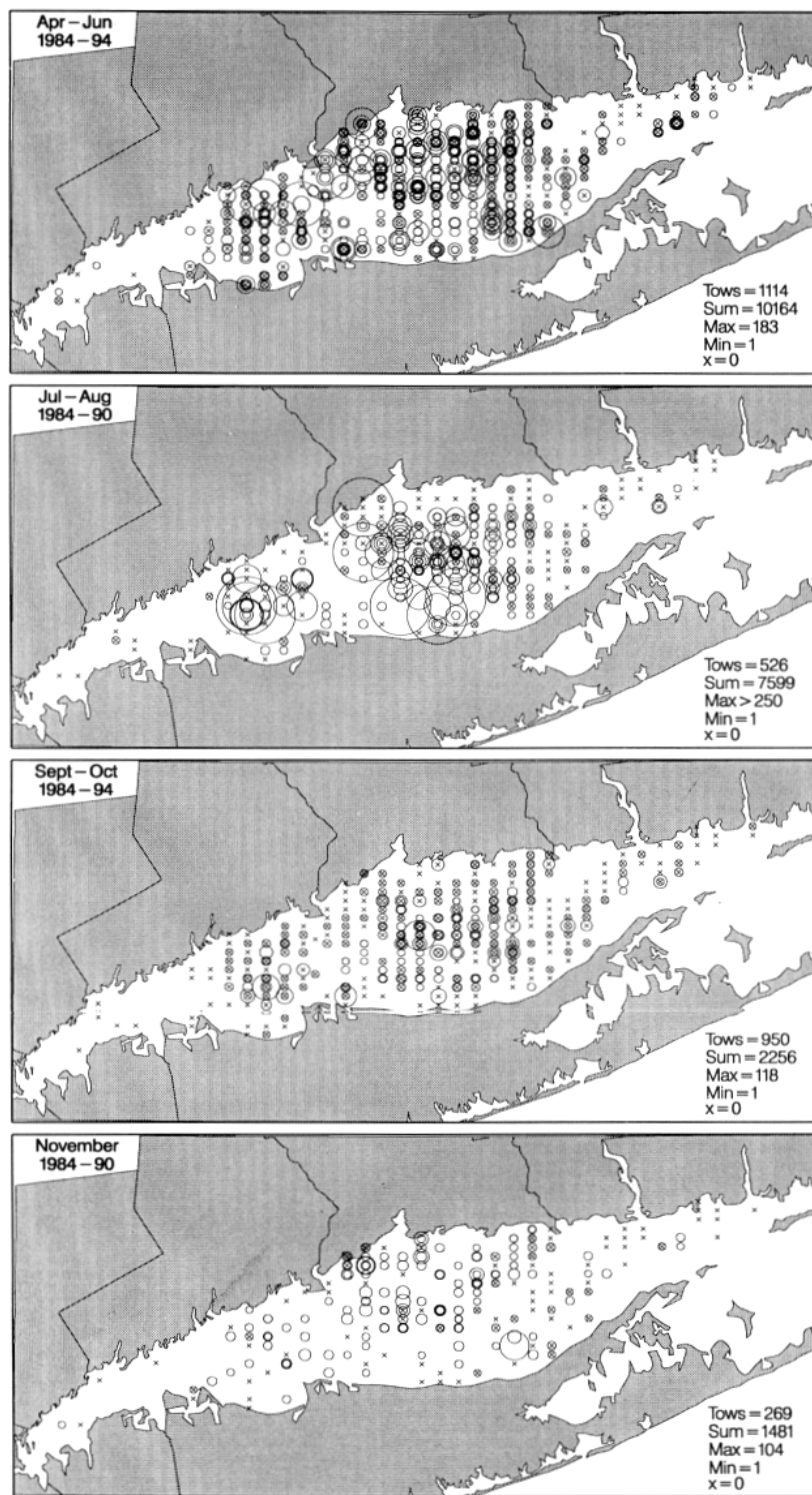 Apr – Jun
1984 – 94
Tows = 1114
Sum = 10164
Max = 183
Min = 1
x = 0
Jul – Aug
1984 – 90
Tows = 526
Sum = 7599
Max > 250
Min = 1
x = 0
Sept – Oct
1984 – 94
Tows = 950
Sum = 2256
Max = 118
Min = 1
x = 0
November
1984 – 90
Tows = 269
Sum = 1481
Max = 104
Min = 1
x = 0